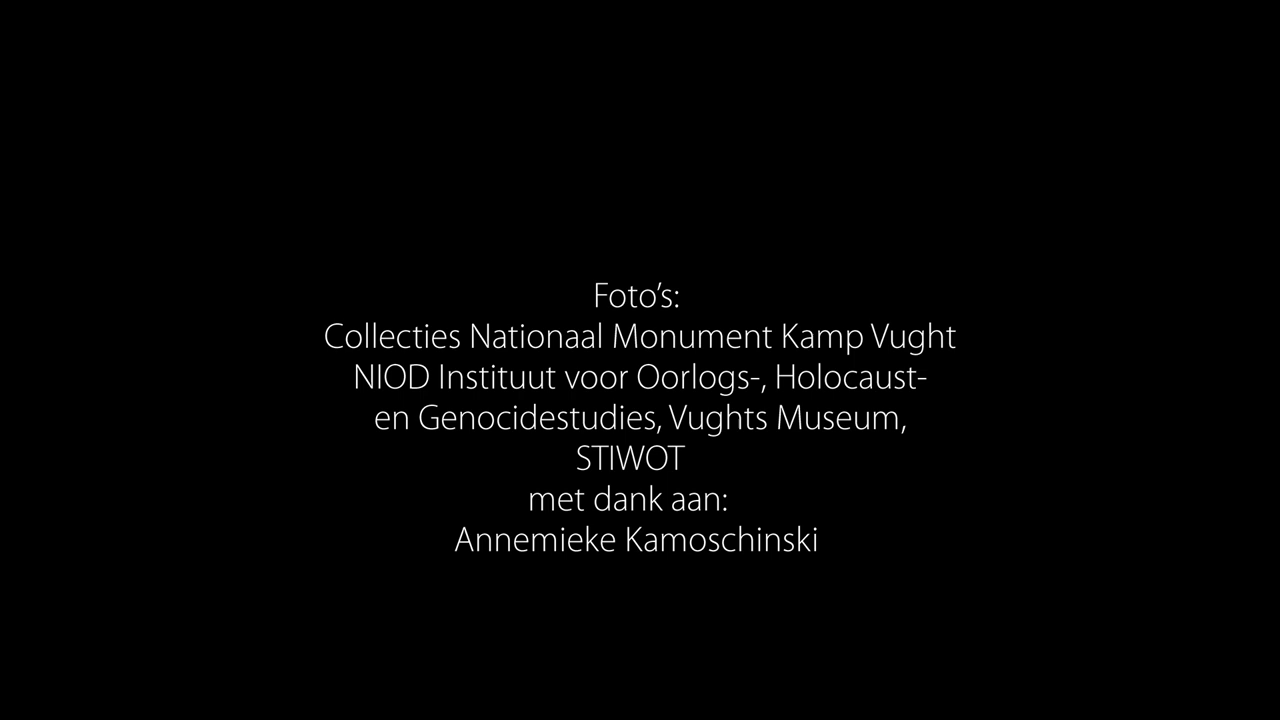 Foto’s:
Collecties Nationaal Monument Kamp Vught
NIOD Instituut voor Oorlogs-, Holocaust-
en Genocidestudies, Vughts Museum,
STIWOT
met dank aan:
Annemieke Kamoschinski